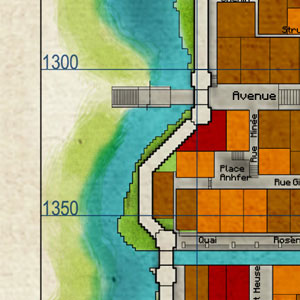 1300
Avenue
Rue Minée
Place
Anhfer
Rue Gi
1350
Quai
Rosen
t Meuse